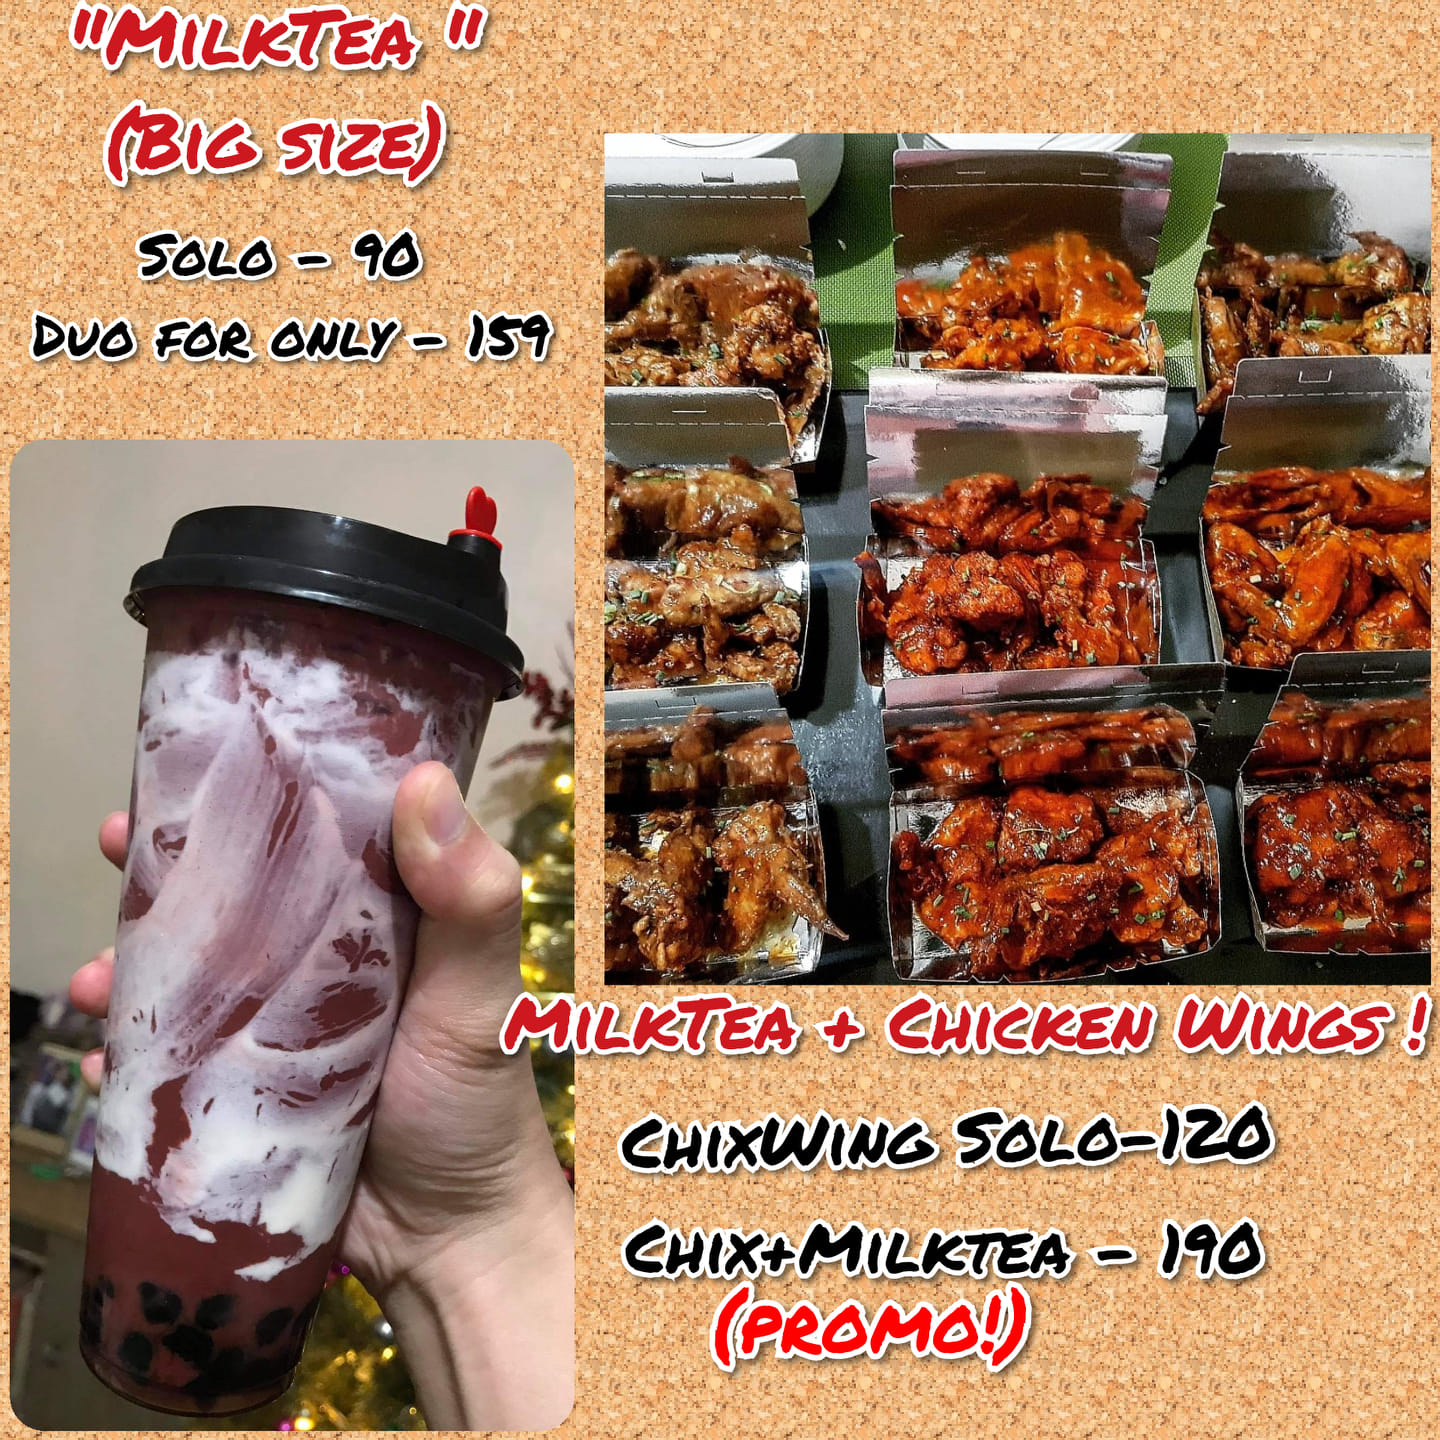 "MilkTea "
(Big size)
Solo - 90
Duo for only - 159
MilkTea + Chicken Wings !
ChixWing Solo-120
Chix+Milktea - 190
(promo!)